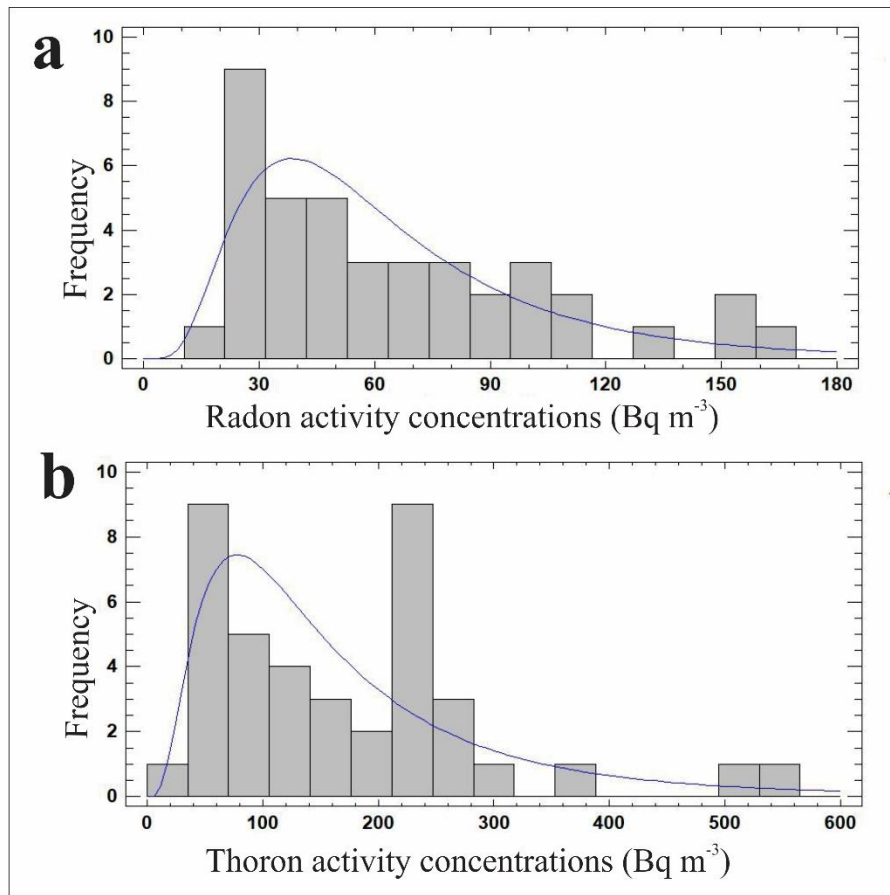 a
10
8
6
4
2
0
Frequency
0 30 60 90 120 150 180
Radon activity concentrations (Bq m⁻³)
b
10
8
6
4
2
0
Frequency
0 100 200 300 400 500 600
Thoron activity concentrations (Bq m⁻³)